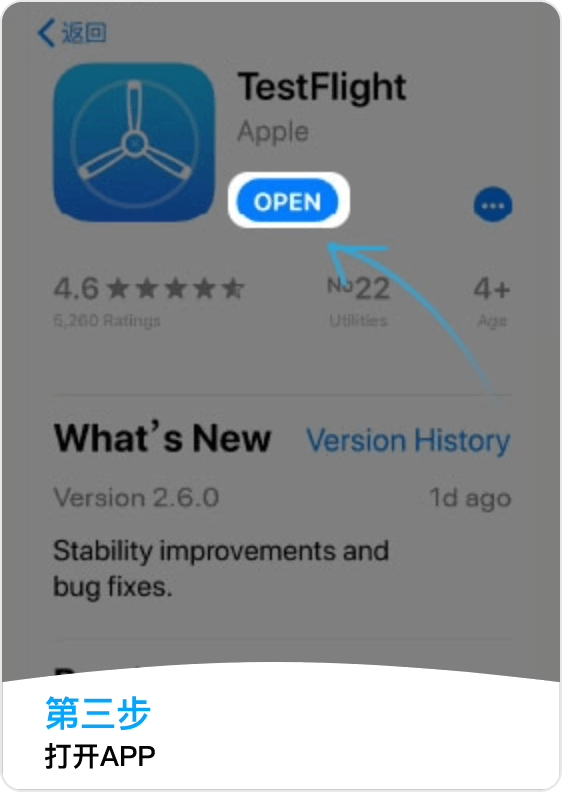 返回
TestFlight
Apple
OPEN
4.6
No22
4+
5,260 Ratings
Utilities
Age
What's New
Version History
Version 2.6.0
1d ago
Stability improvements and
bug fixes.
第三步
打开APP